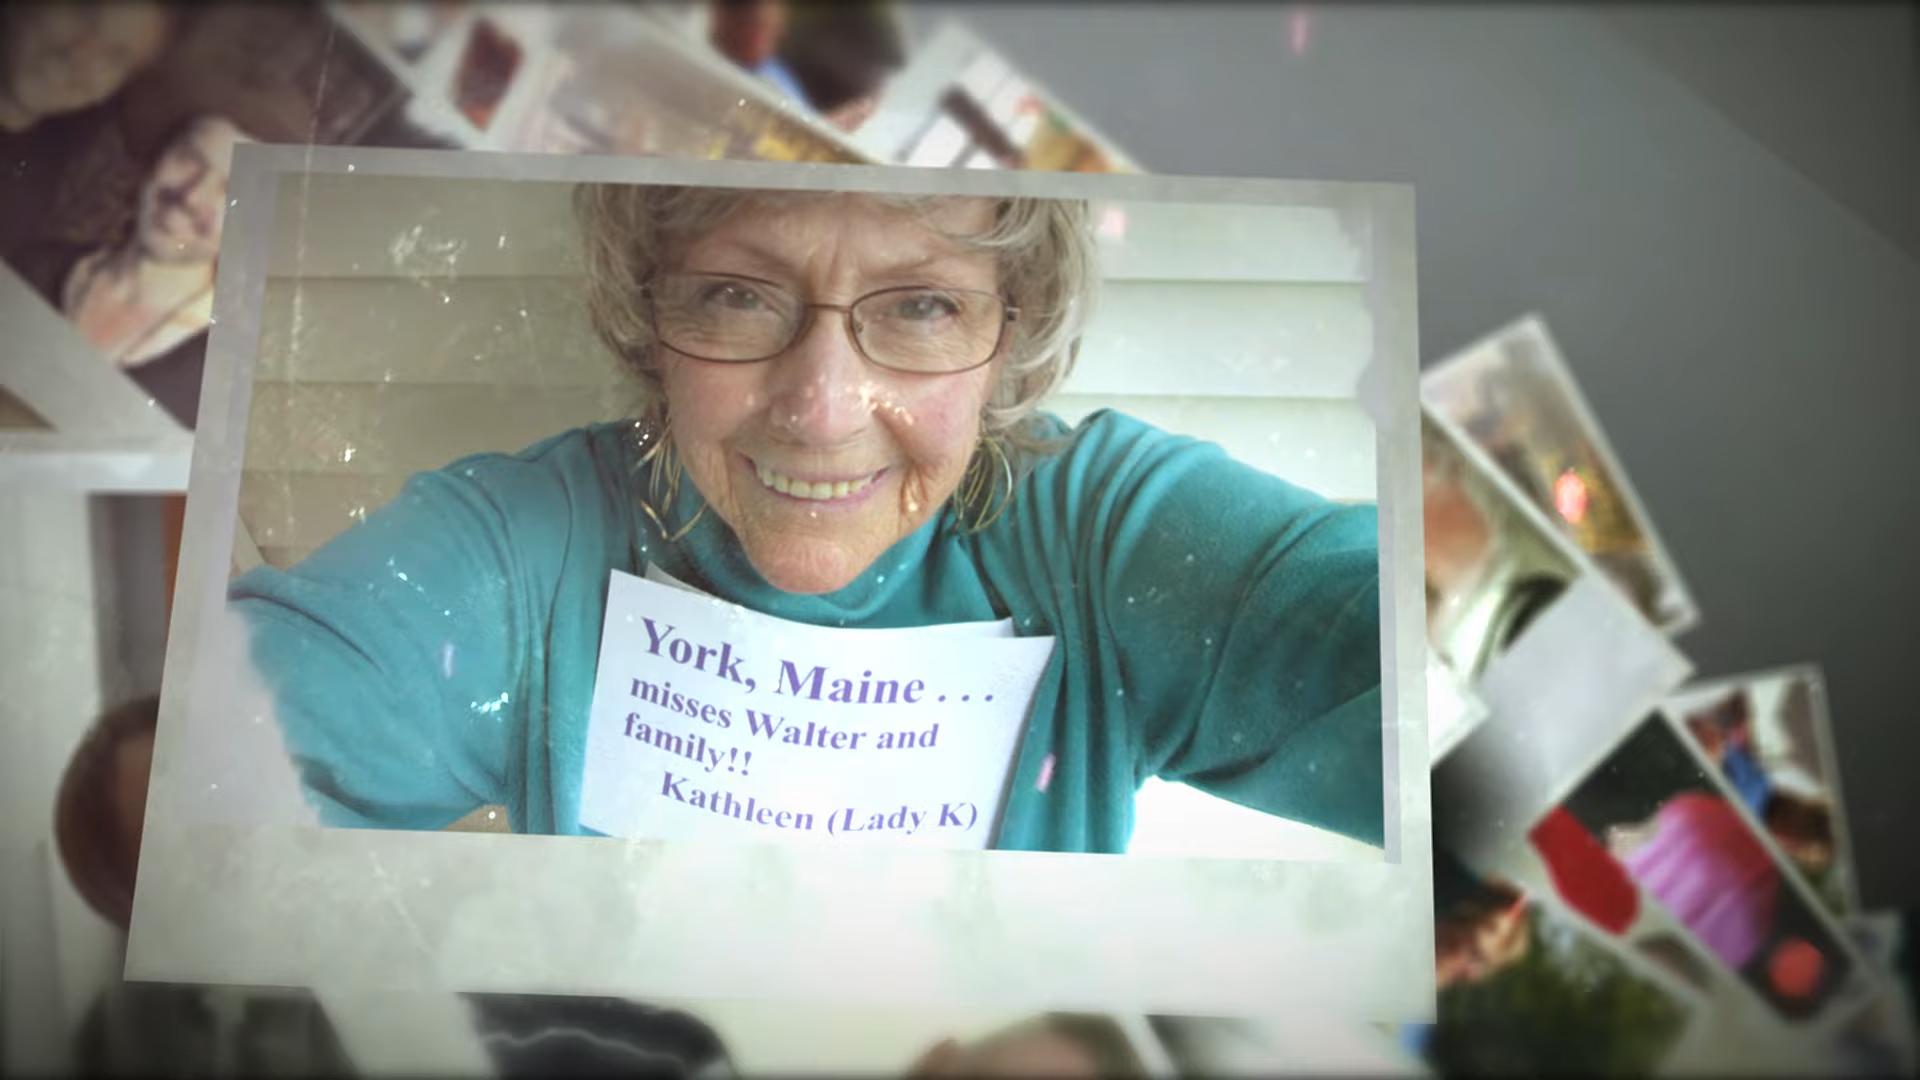 York, Maine...
misses Walter and
family!!
Kathleen (Lady K)